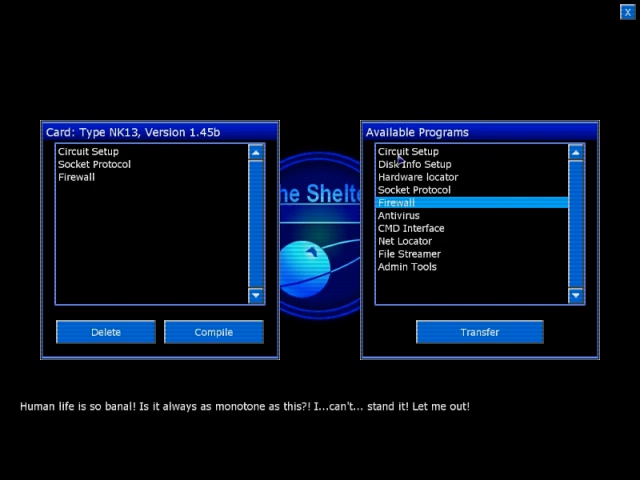 X
Card: Type NK13, Version 1.45b
Circuit Setup
Socket Protocol
Firewall
Delete
Compile
he Shelte
Available Programs
Circuit Setup
Disk Info Setup
Hardware locator
Socket Protocol
Firewall
Antivirus
CMD Interface
Net Locator
File Streamer
Admin Tools
Transfer
Human life is so banal! Is it always as monotone as this?! I...can't... stand it! Let me out!